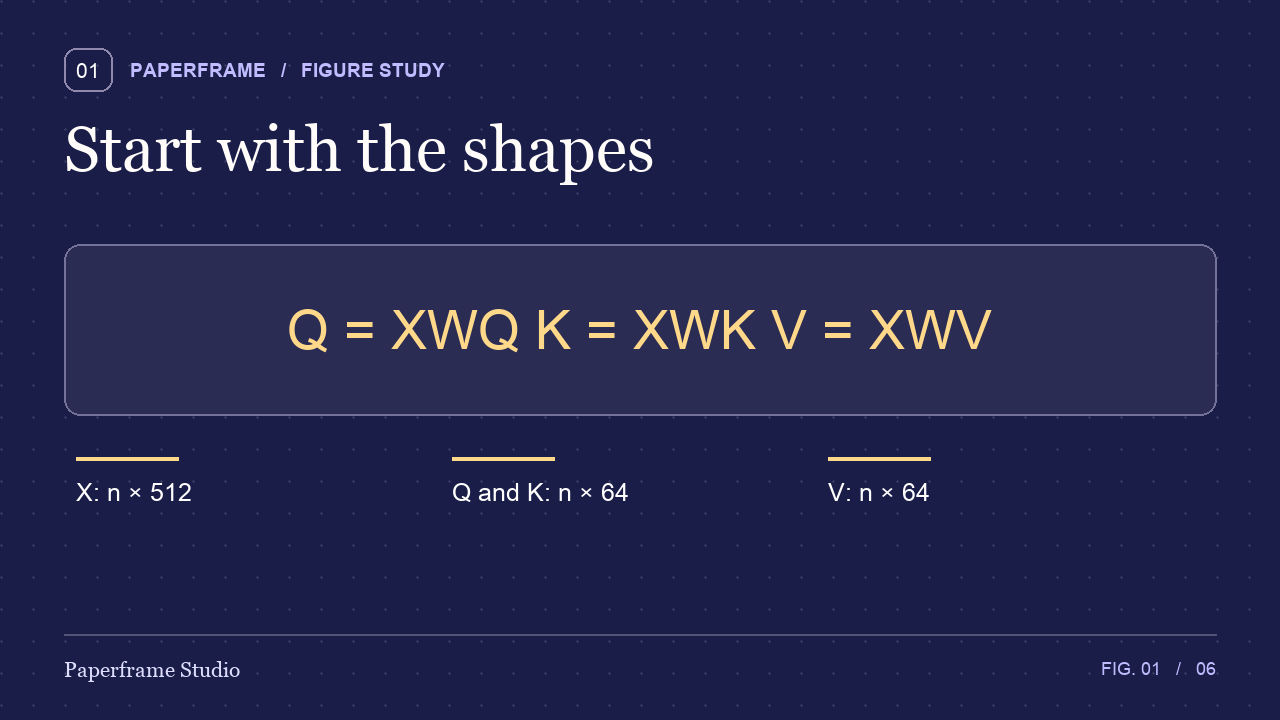 01 PAPERFRAME / FIGURE STUDY
Start with the shapes
Q = XWQ K = XWK V = XWV
X: n × 512
Q and K: n × 64
V: n × 64
Paperframe Studio
FIG. 01 / 06